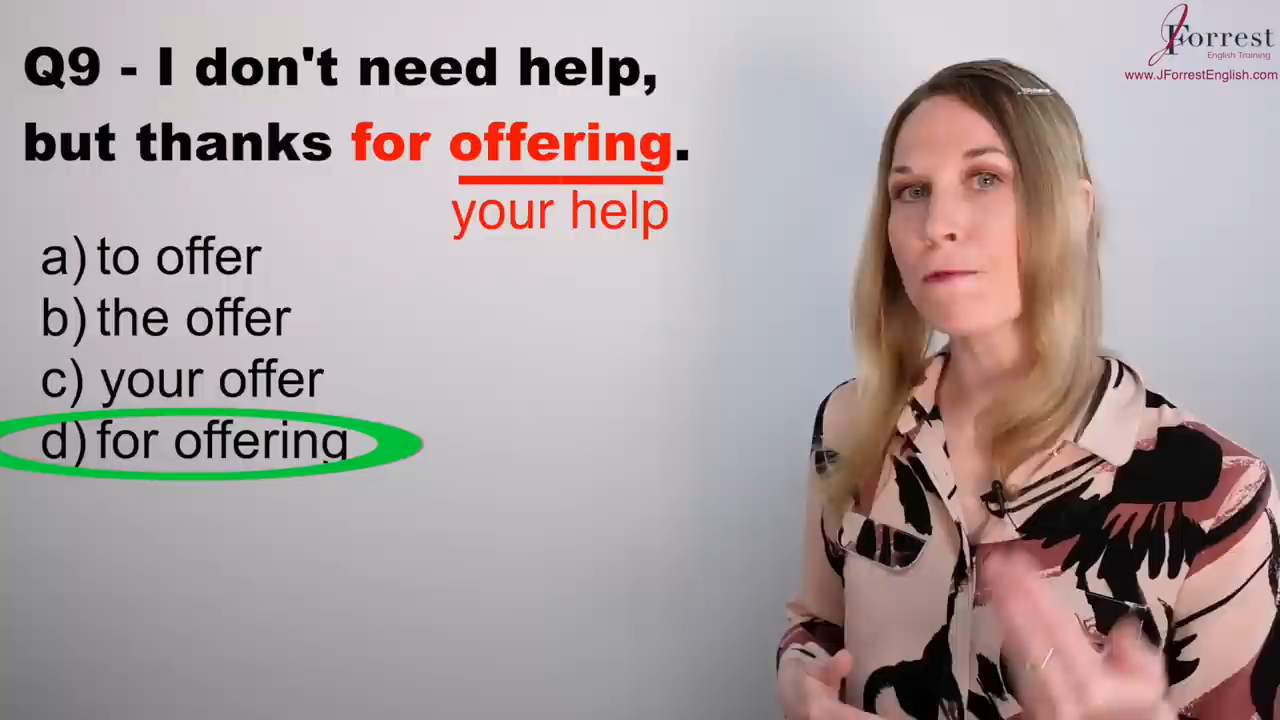 Q9 - I don't need help,
but thanks for offering.
your help
a) to offer
b) the offer
c) your offer
d) for offering
JForrest
English Training
www.JForrestEnglish.com